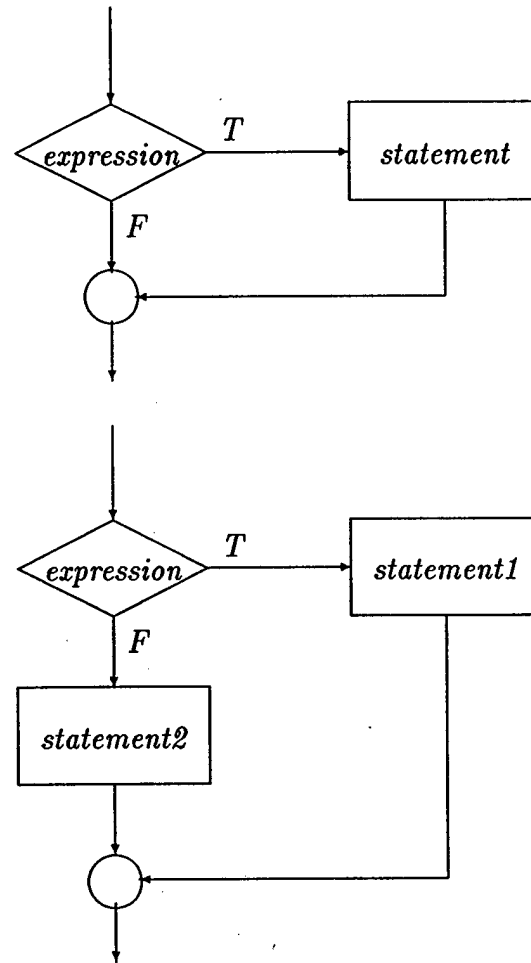 T
expression
statement
F
T
expression
statement1
F
statement2